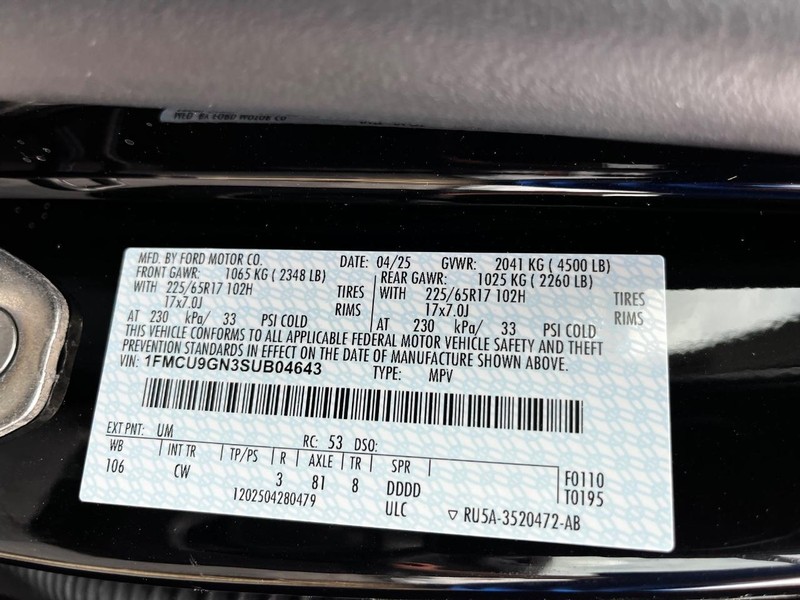 MFD. BY FORD MOTOR CO.
MFD. BY FORD MOTOR CO. DATE: 04/25 GVWR: 2041 KG ( 4500 LB)
FRONT GAWR: 1065 KG ( 2348 LB) REAR GAWR: 1025 KG ( 2260 LB)
WITH 225/65R17 102H TIRES WITH 225/65R17 102H TIRES
17x7.0J RIMS 17x7.0J RIMS
AT 230 kPa/ 33 PSI COLD AT 230 kPa/ 33 PSI COLD
THIS VEHICLE CONFORMS TO ALL APPLICABLE FEDERAL MOTOR VEHICLE SAFETY AND THEFT
PREVENTION STANDARDS IN EFFECT ON THE DATE OF MANUFACTURE SHOWN ABOVE.
VIN: 1FMCU9GN3SUB04643 TYPE: MPV
EXT PNT: UM RC: 53 DSO:
WB INT TR TP/PS R AXLE TR SPR
106 CW 3 81 8 DDDD F0110
T0195
1202504280479 ULC ▽ RU5A-3520472-AB